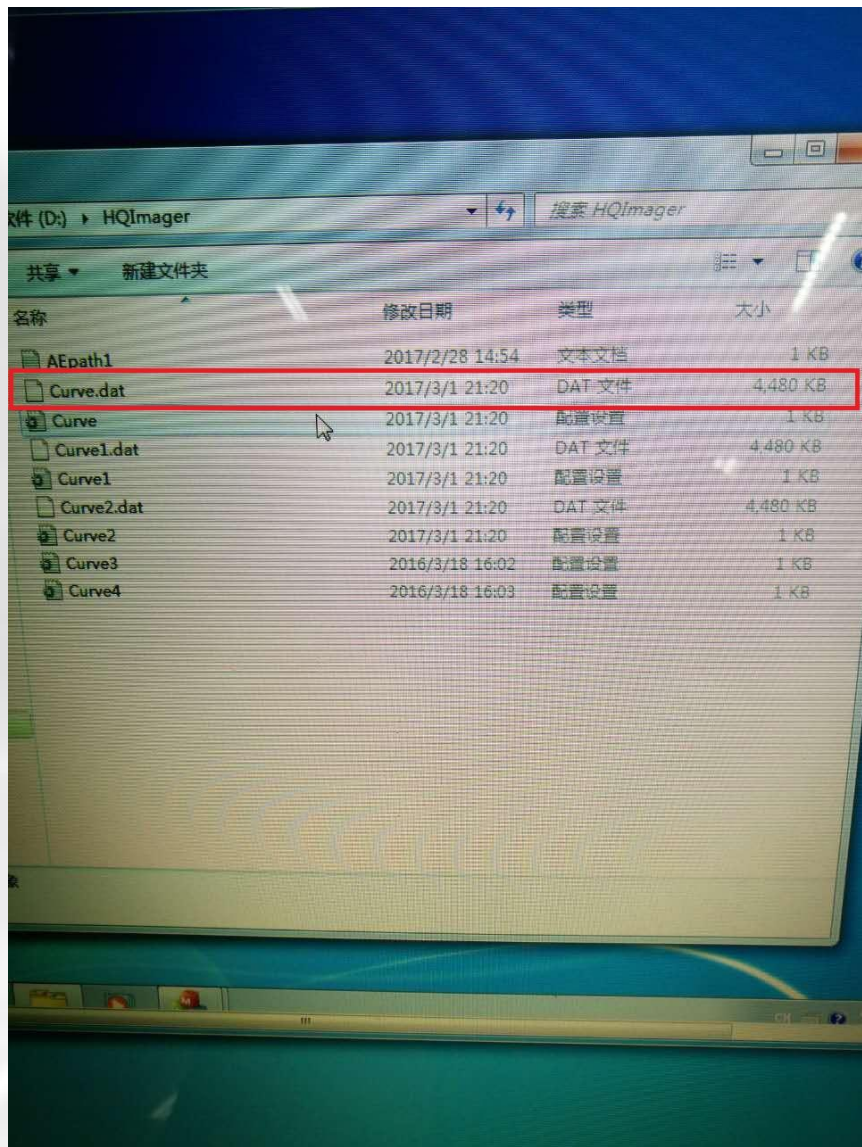 件 (D:) ▸ HQImager 搜索 HQImager
共享 新建文件夹
名称 修改日期 类型 大小
AEpath1 2017/2/28 14:54 文本文档 1 KB
Curve.dat 2017/3/1 21:20 DAT 文件 4,480 KB
Curve 2017/3/1 21:20 配置设置 1 KB
Curve1.dat 2017/3/1 21:20 DAT 文件 4,480 KB
Curve1 2017/3/1 21:20 配置设置 1 KB
Curve2.dat 2017/3/1 21:20 DAT 文件 4,480 KB
Curve2 2017/3/1 21:20 配置设置 1 KB
Curve3 2016/3/18 16:02 配置设置 1 KB
Curve4 2016/3/18 16:03 配置设置 1 KB
象
CH